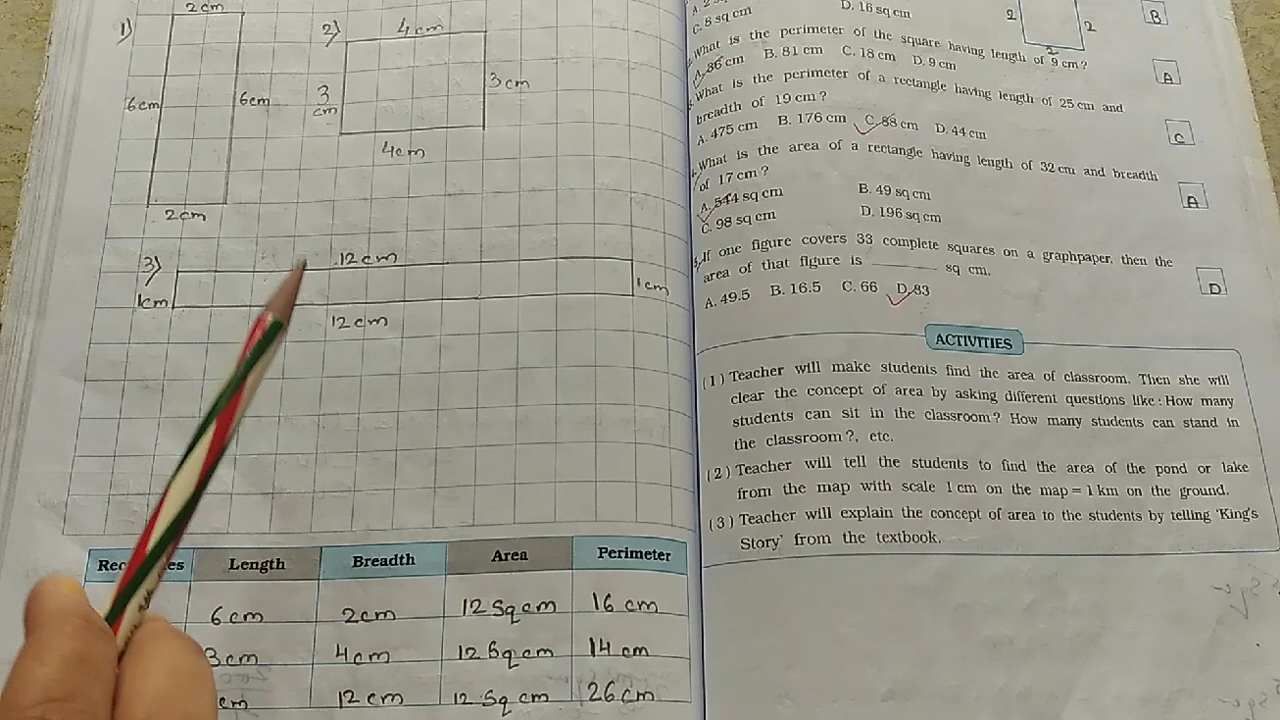 1)
2cm
6cm
6cm
2cm
2)
4cm
3
cm
3cm
4cm
3)
12cm
1cm
1cm
12cm
Length Breadth Area Perimeter
6cm 2cm 12 Sq cm 16 cm
3cm 4cm 12 Sq cm 14 cm
cm 12cm 12 Sq cm 26 cm
C. 8 sq cm D. 16 sq cm
2
2
2
B
What is the perimeter of the square having length of 9 cm?
A. 36 cm B. 81 cm C. 18 cm D. 9 cm
A
What is the perimeter of a rectangle having length of 25 cm and
breadth of 19 cm?
A. 475 cm B. 176 cm C. 88 cm D. 44 cm
C
What is the area of a rectangle having length of 32 cm and breadth
of 17 cm?
A. 544 sq cm B. 49 sq cm
C. 98 sq cm D. 196 sq cm
A
If one figure covers 33 complete squares on a graphpaper, then the
area of that figure is ________ sq cm.
A. 49.5 B. 16.5 C. 66 D. 33
D
ACTIVITIES
(1) Teacher will make students find the area of classroom. Then she will
clear the concept of area by asking different questions like : How many
students can sit in the classroom? How many students can stand in
the classroom?, etc.
(2) Teacher will tell the students to find the area of the pond or lake
from the map with scale 1 cm on the map = 1 km on the ground.
(3) Teacher will explain the concept of area to the students by telling 'King's
Story' from the textbook.